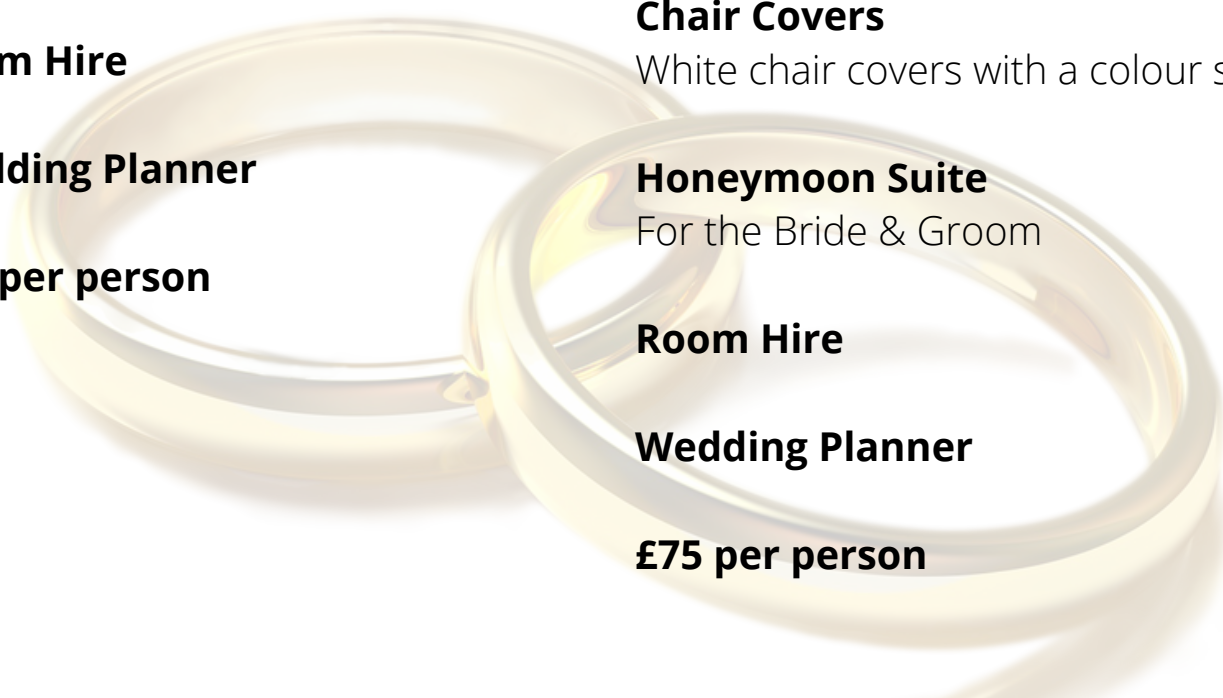 Hire
Planner
per person
Chair Covers
White chair covers with a colour
Honeymoon Suite
For the Bride & Groom
Room Hire
Wedding Planner
£75 per person